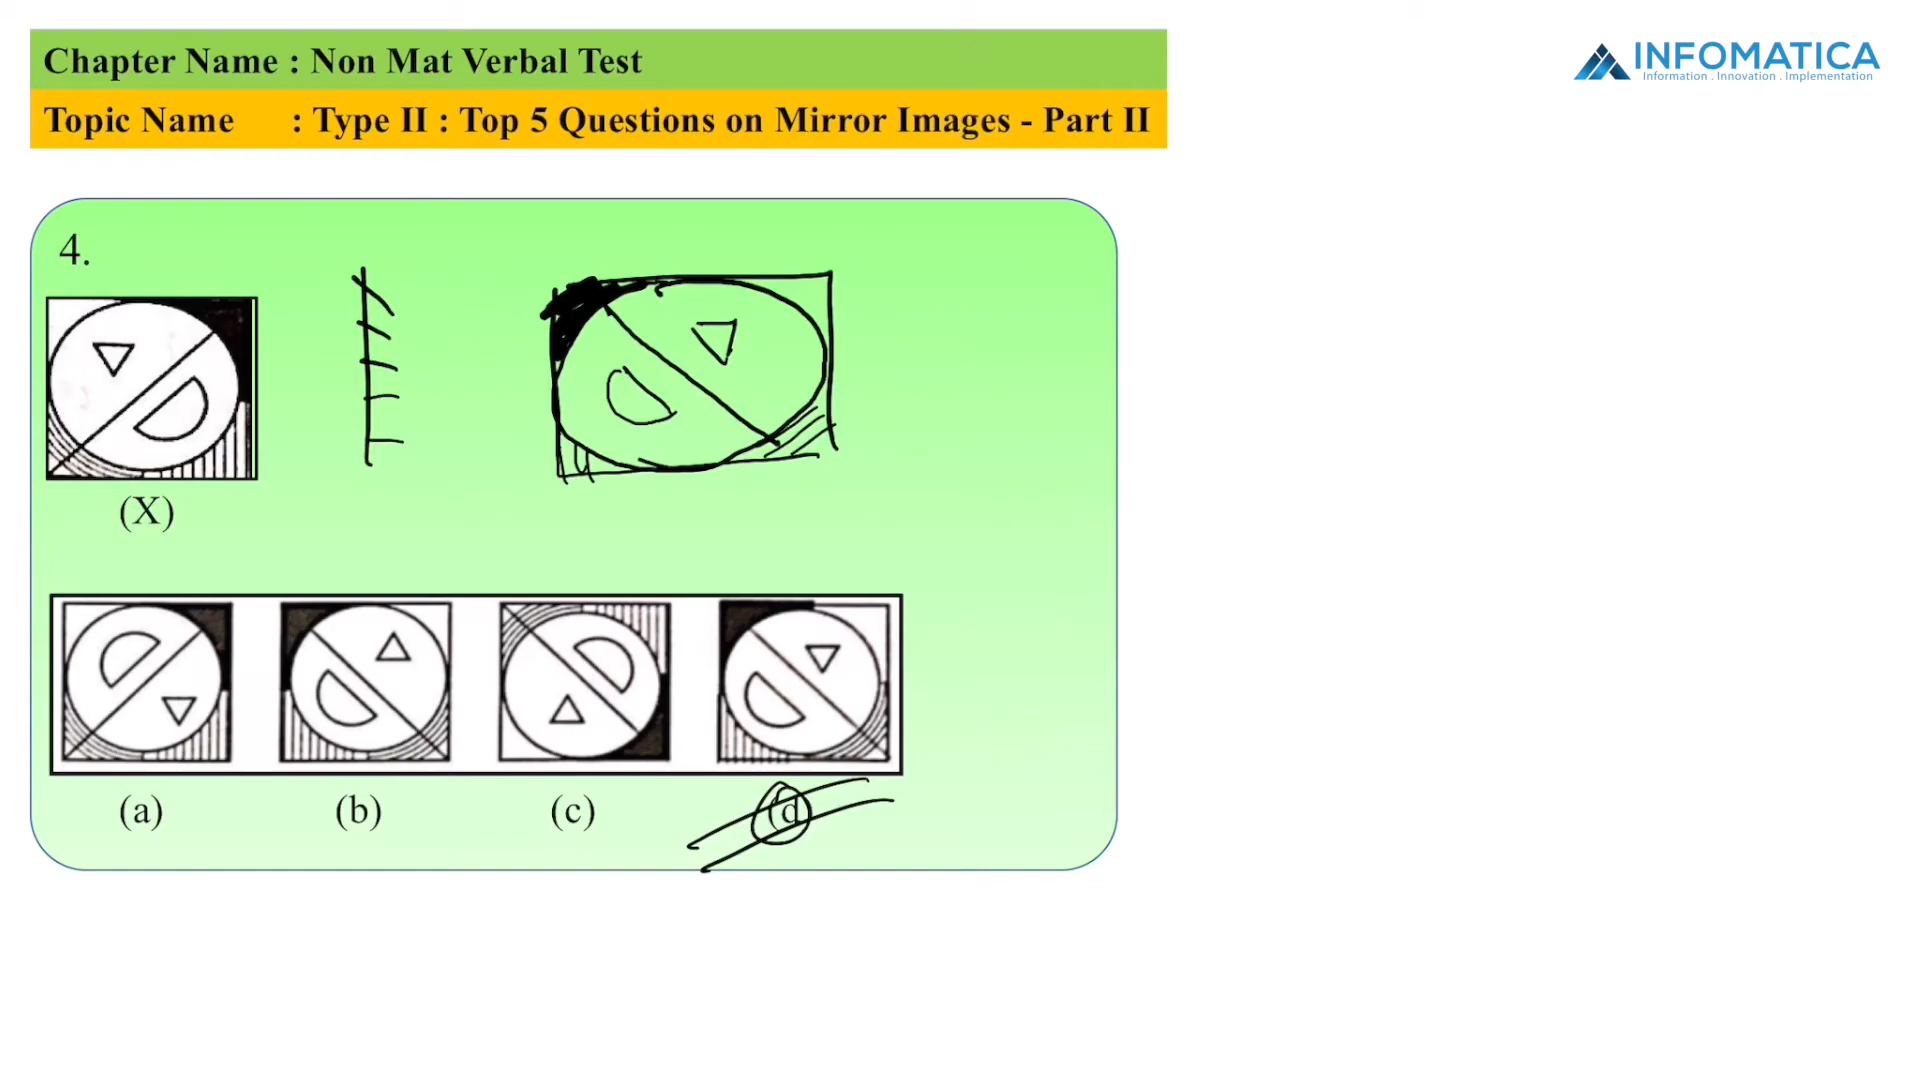 Chapter Name : Non Mat Verbal Test
INFOMATICA
Information . Innovation . Implementation
Topic Name : Type II : Top 5 Questions on Mirror Images - Part II
4.
(X)
(a) (b) (c) (d)